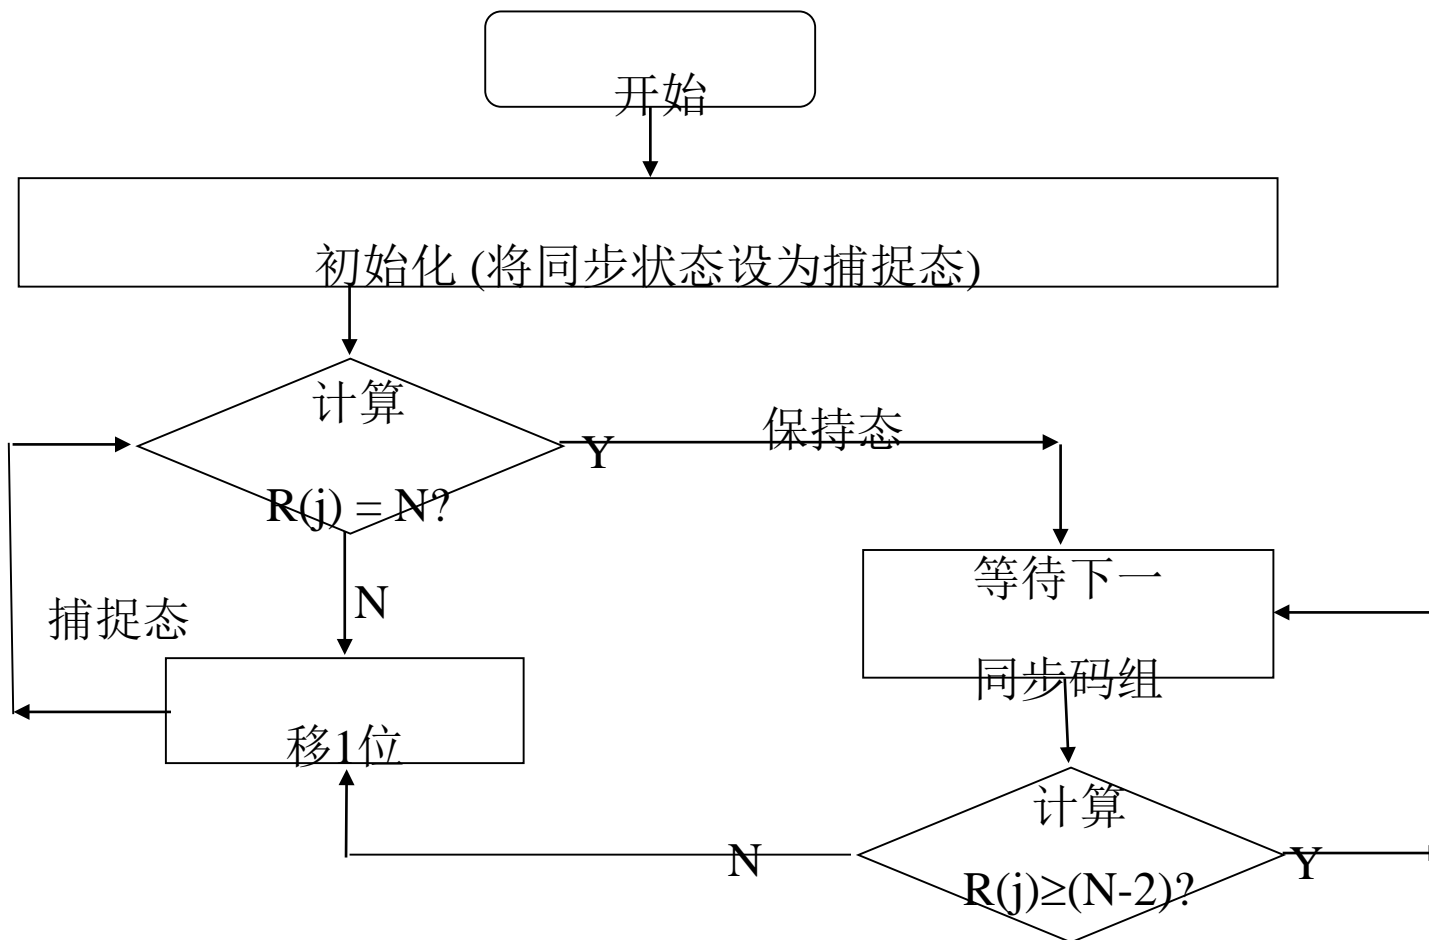 开始
初始化 (将同步状态设为捕捉态)
计算
R(j) = N?
Y
保持态
N
捕捉态
移1位
等待下一
同步码组
计算
R(j)≥(N-2)?
N
Y